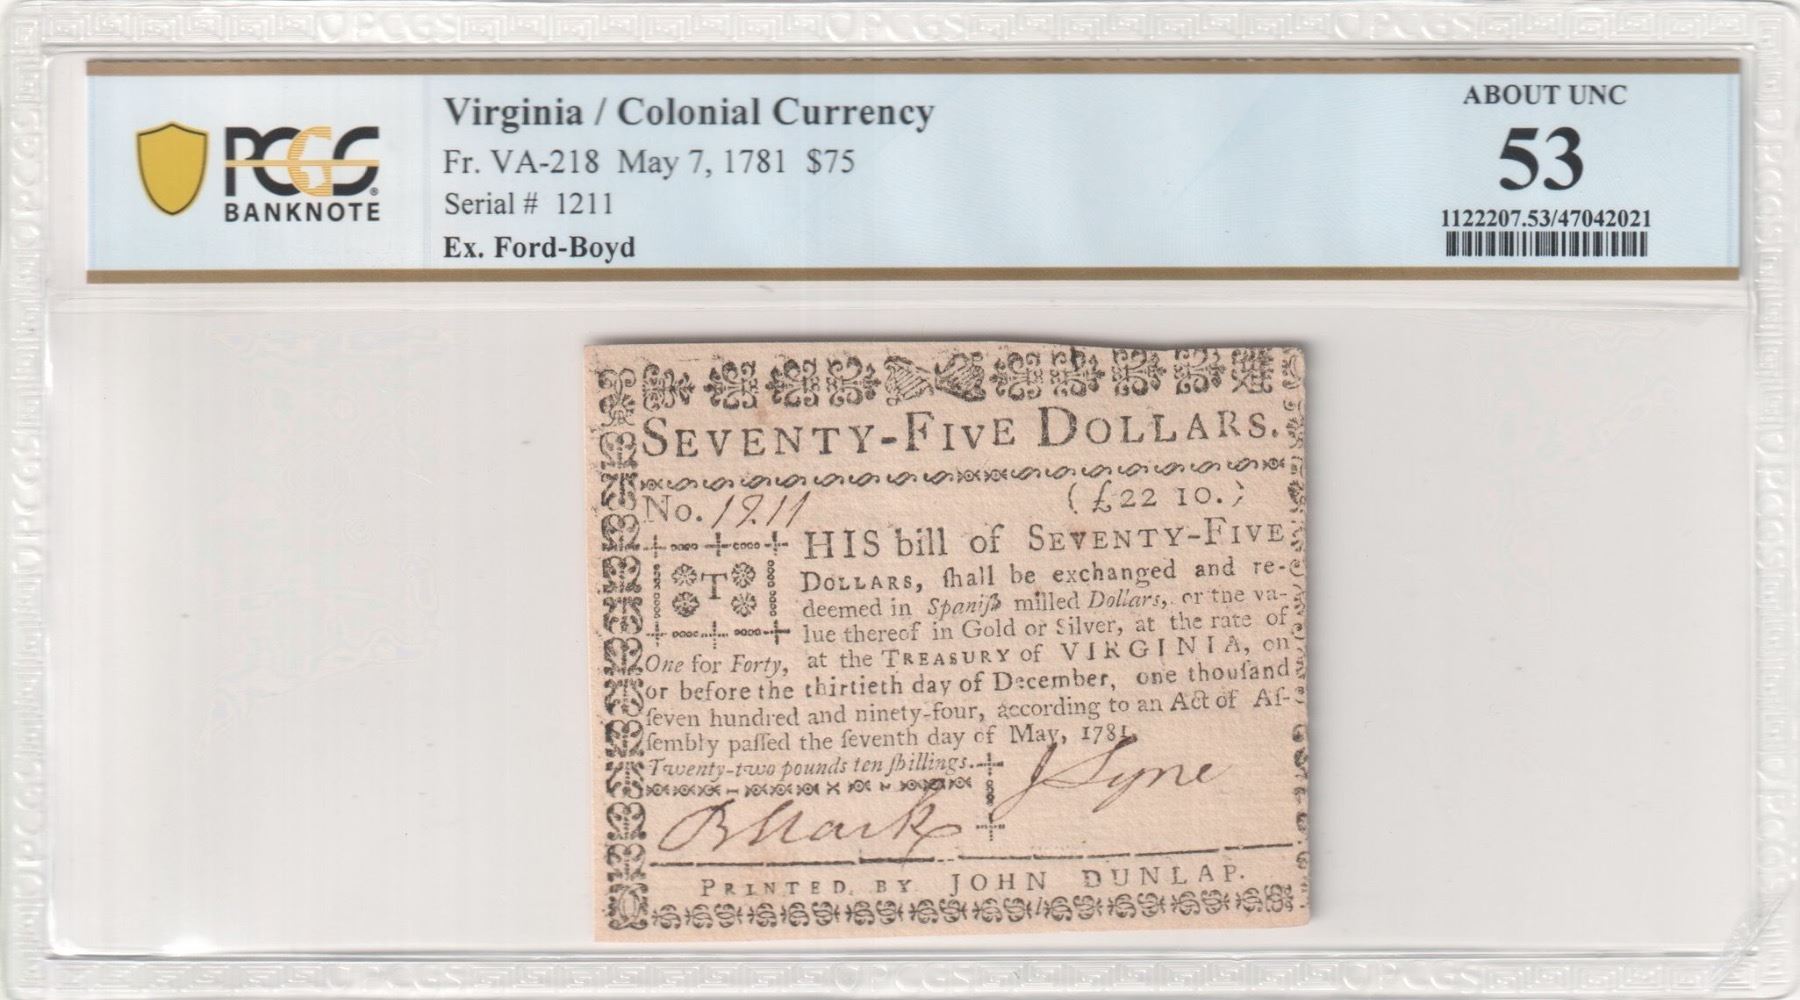 PCGS
BANKNOTE
Virginia / Colonial Currency
Fr. VA-218 May 7, 1781 $75
Serial # 1211
Ex. Ford-Boyd
ABOUT UNC
53
1122207.53/47042021
SEVENTY-FIVE DOLLARS.
No. 1211
(£22 10.)
THIS bill of SEVENTY-FIVE
DOLLARS, ſhall be exchanged and re-
deemed in Spaniſh milled Dollars, or the va-
lue thereof in Gold or Silver, at the rate of
One for Forty, at the TREASURY of VIRGINIA, on
or before the thirtieth day of December, one thouſand
ſeven hundred and ninety-four, according to an Act of Aſ-
ſembly paſſed the ſeventh day of May, 1781.
Twenty-two pounds ten ſhillings.
J Lyne
B Stark
PRINTED BY JOHN DUNLAP.